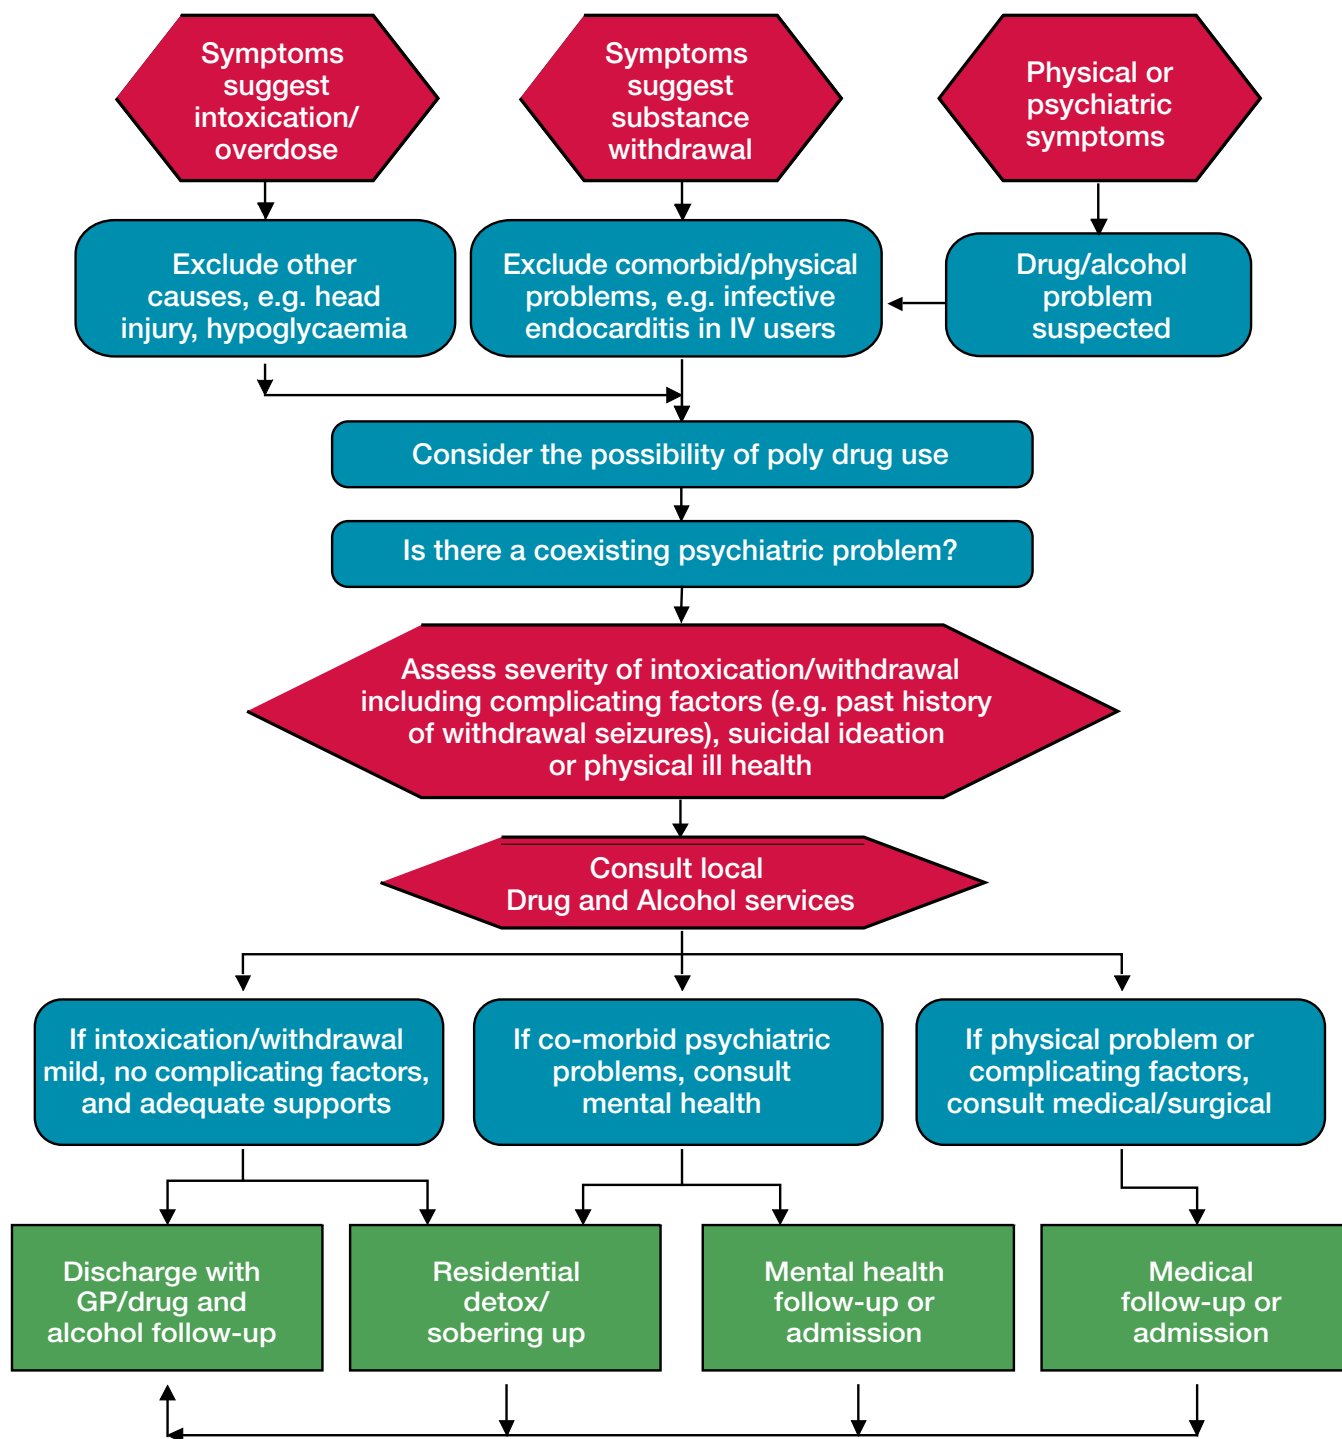 Symptoms
suggest
intoxication/
overdose
Symptoms
suggest
substance
withdrawal
Physical or
psychiatric
symptoms
Exclude other
causes, e.g. head
injury, hypoglycaemia
Exclude comorbid/physical
problems, e.g. infective
endocarditis in IV users
Drug/alcohol
problem
suspected
Consider the possibility of poly drug use
Is there a coexisting psychiatric problem?
Assess severity of intoxication/withdrawal
including complicating factors (e.g. past history
of withdrawal seizures), suicidal ideation
or physical ill health
Consult local
Drug and Alcohol services
If intoxication/withdrawal
mild, no complicating factors,
and adequate supports
If co-morbid psychiatric
problems, consult
mental health
If physical problem or
complicating factors,
consult medical/surgical
Discharge with
GP/drug and
alcohol follow-up
Residential
detox/
sobering up
Mental health
follow-up or
admission
Medical
follow-up or
admission